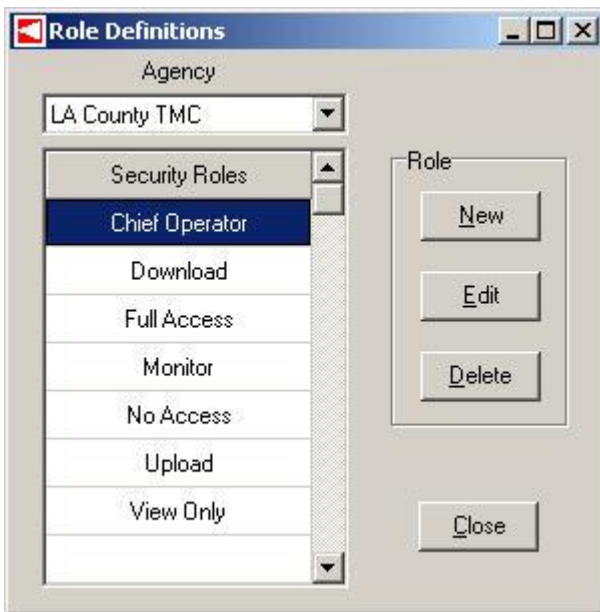 Role Definitions
Agency
LA County TMC
Security Roles
Chief Operator
Download
Full Access
Monitor
No Access
Upload
View Only
Role
New
Edit
Delete
Close